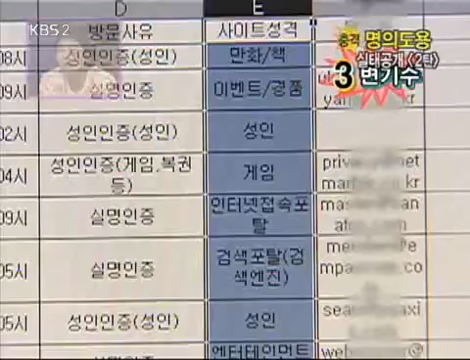 KBS2
D E
방문사유 사이트성격
08시 성인인증(성인) 만화/책
09시 실명인증 이벤트/경품
02시 성인인증(성인) 성인
04시 성인인증(게임,복권
등) 게임
09시 실명인증 인터넷접속포
탈
05시 실명인증 검색포탈(검
색엔진)
05시 성인인증(성인) 성인
엔터테인먼트
충격 명의도용
실태공개〈2탄〉
3 변기수